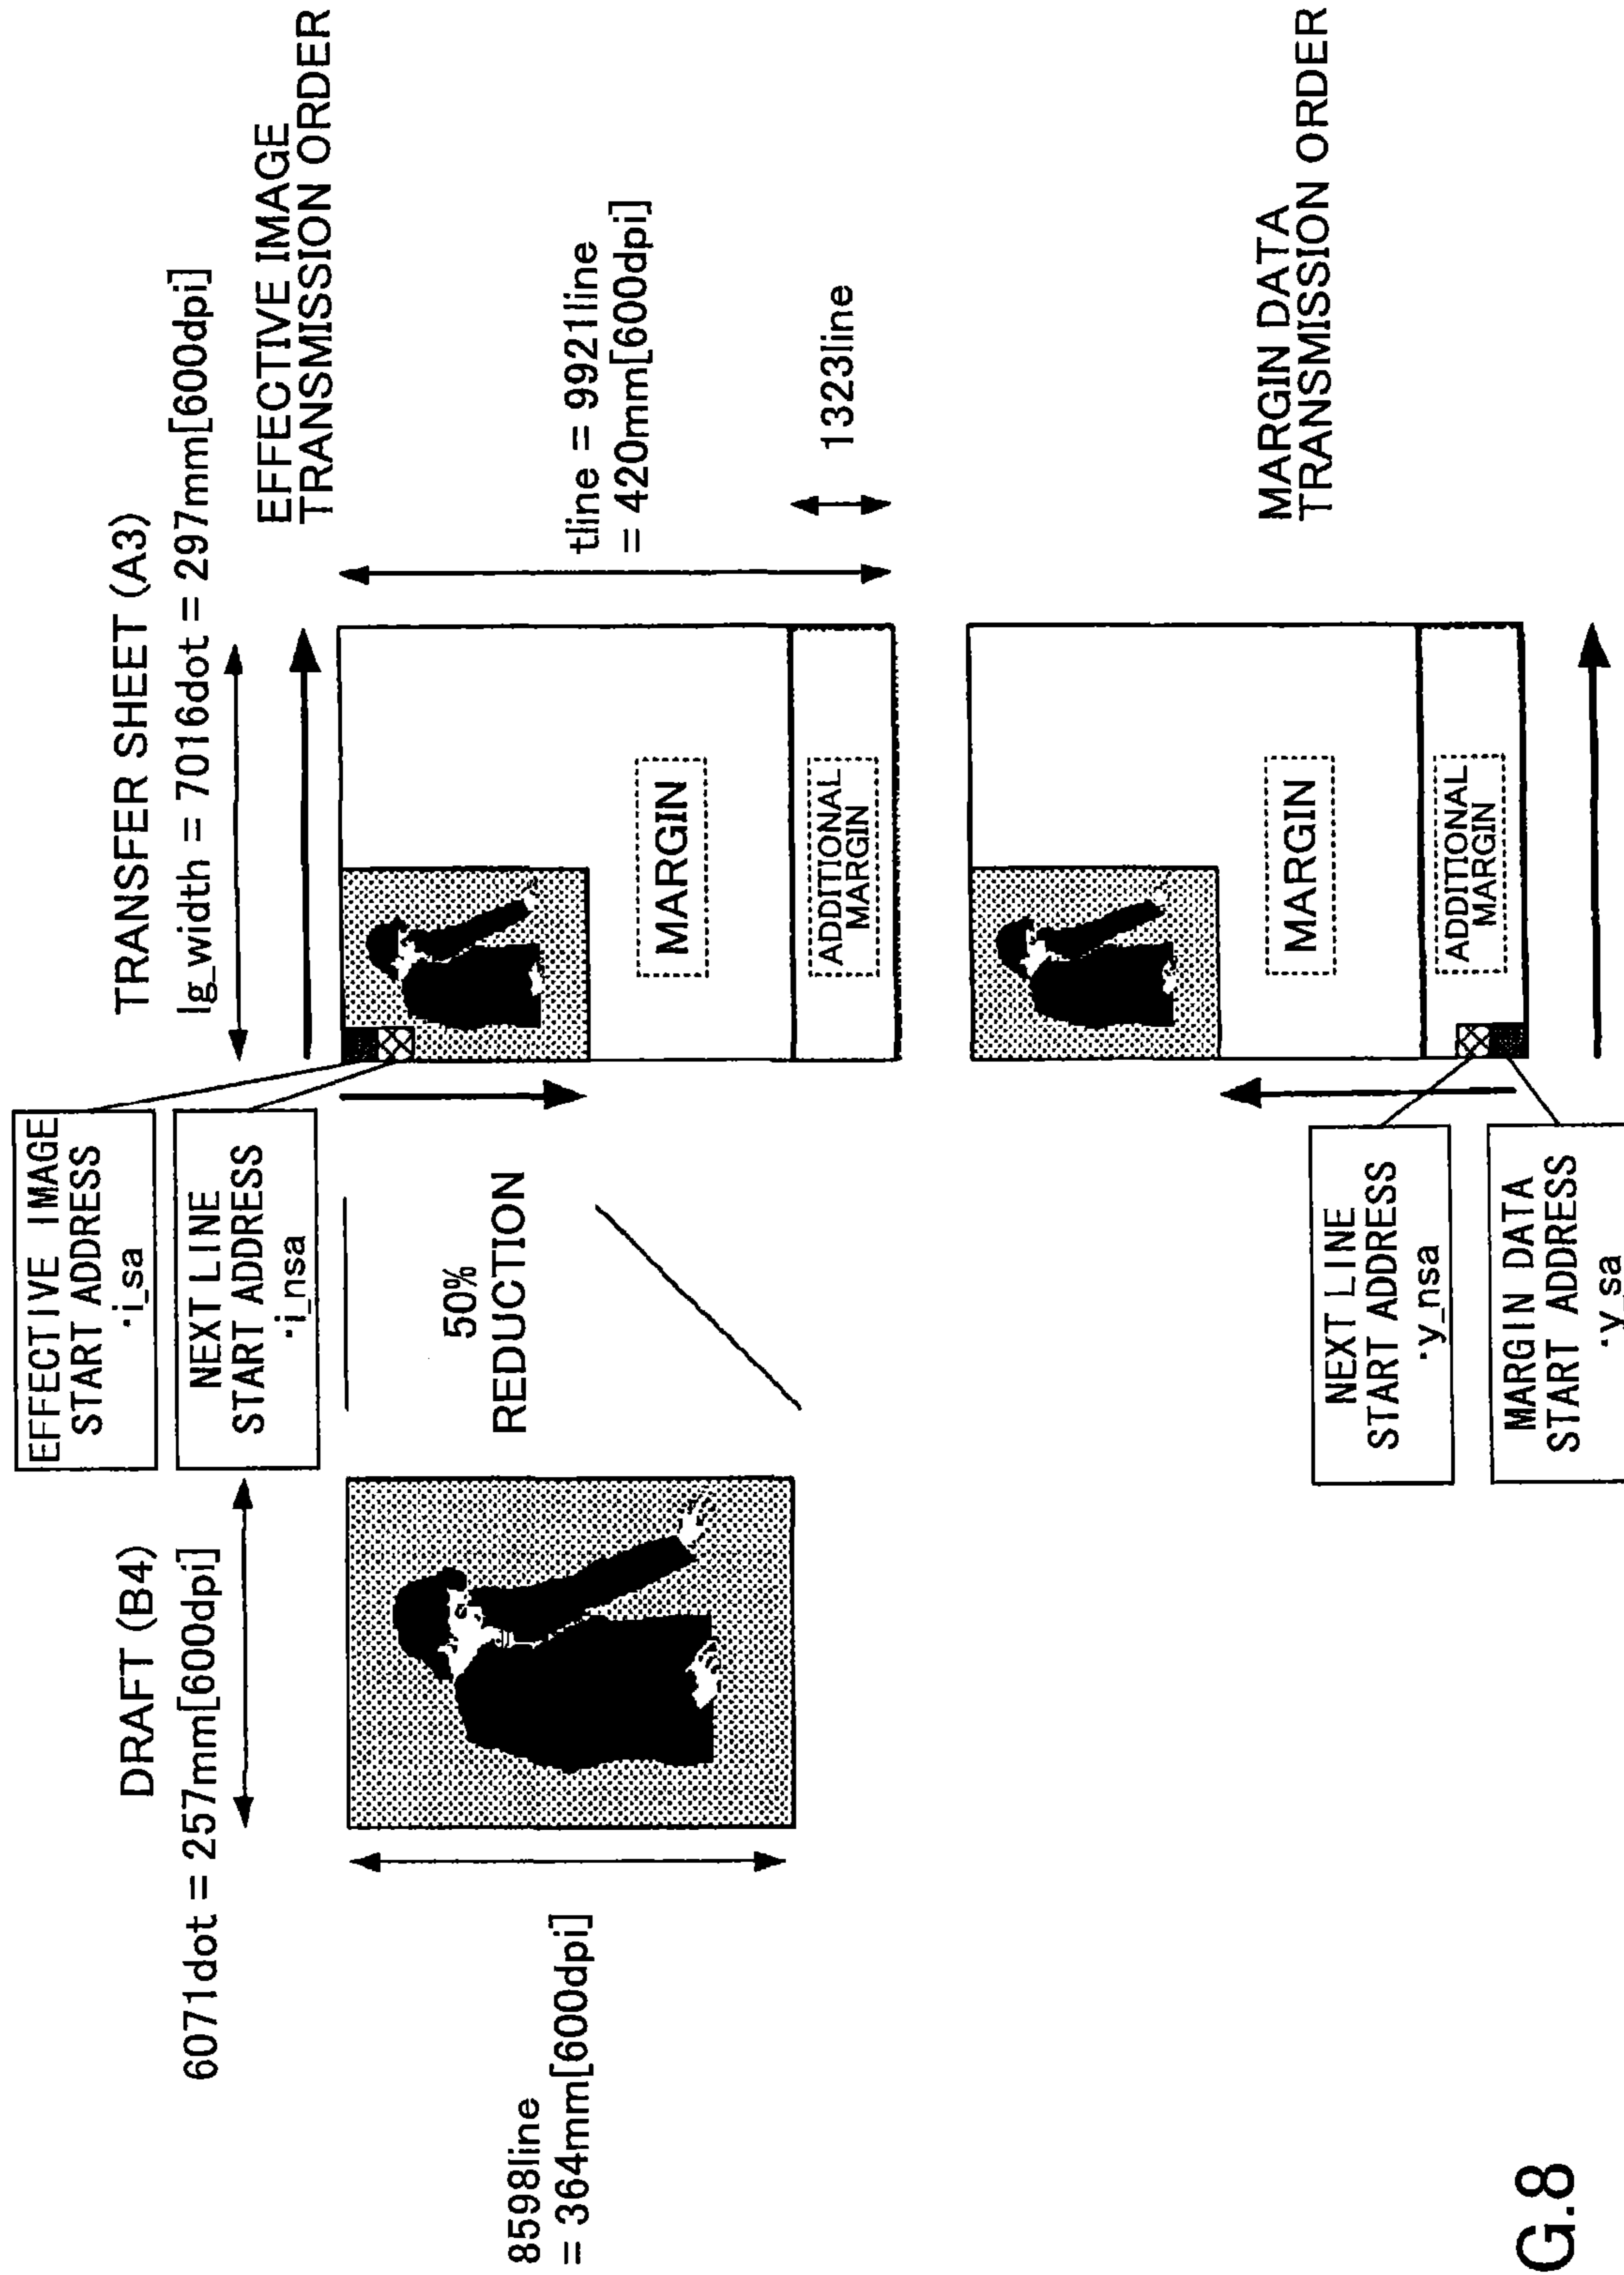 DRAFT (B4)
6071dot = 257mm[600dpi]
8598line
= 364mm[600dpi]
50%
REDUCTION
EFFECTIVE IMAGE
START ADDRESS
・i_sa
NEXT LINE
START ADDRESS
・i_nsa
TRANSFER SHEET (A3)
lg_width = 7016dot = 297mm[600dpi]
EFFECTIVE IMAGE
TRANSMISSION ORDER
MARGIN
ADDITIONAL
MARGIN
tline = 9921line
= 420mm[600dpi]
1323line
NEXT LINE
START ADDRESS
・y_nsa
MARGIN DATA
START ADDRESS
・y_sa
MARGIN
ADDITIONAL
MARGIN
MARGIN DATA
TRANSMISSION ORDER
G.8